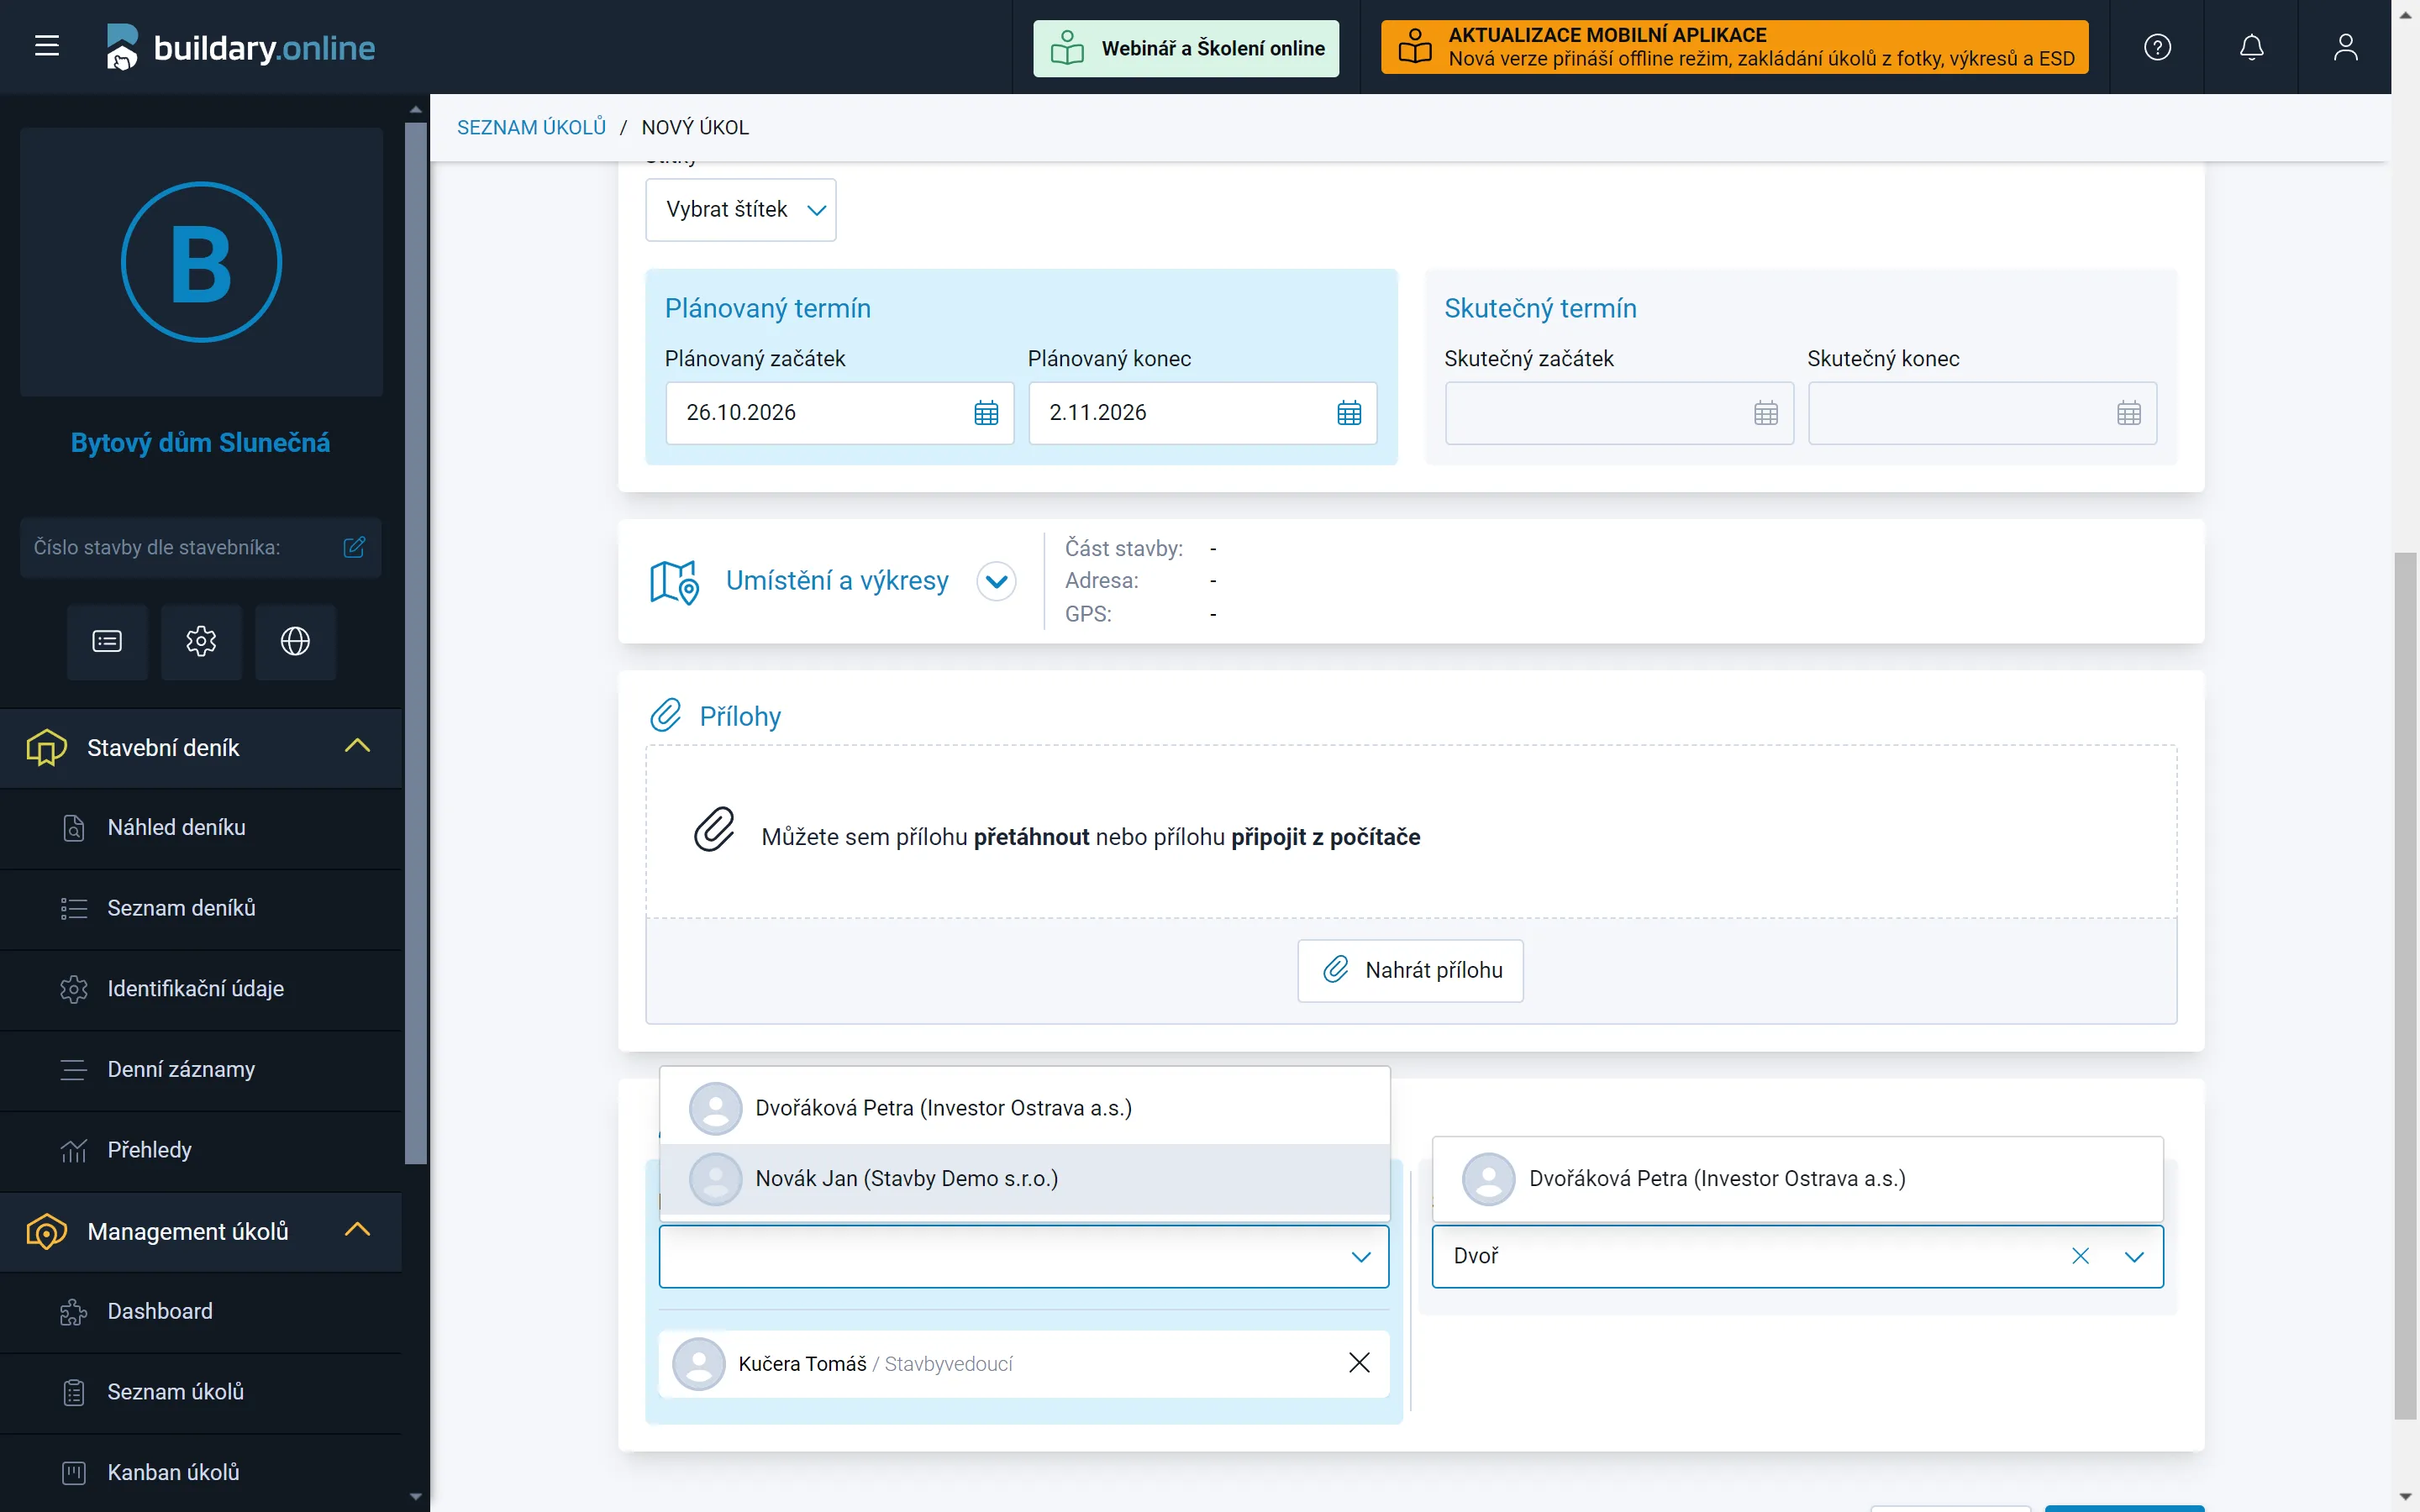 buildary.online
Webinář a Školení online
AKTUALIZACE MOBILNÍ APLIKACE
Nová verze přináší offline režim, zakládání úkolů z fotky, výkresů a ESD
SEZNAM ÚKOLŮ / NOVÝ ÚKOL
B
Bytový dům Slunečná
Číslo stavby dle stavebníka:
Stavební deník
Náhled deníku
Seznam deníků
Identifikační údaje
Denní záznamy
Přehledy
Management úkolů
Dashboard
Seznam úkolů
Kanban úkolů
Štítky
Vybrat štítek
Plánovaný termín
Plánovaný začátek
Plánovaný konec
26.10.2026
2.11.2026
Skutečný termín
Skutečný začátek
Skutečný konec
Umístění a výkresy
Část stavby: -
Adresa: -
GPS: -
Přílohy
Můžete sem přílohu přetáhnout nebo přílohu připojit z počítače
Nahrát přílohu
Dvořáková Petra (Investor Ostrava a.s.)
Novák Jan (Stavby Demo s.r.o.)
Kučera Tomáš / Stavbyvedoucí
Dvořáková Petra (Investor Ostrava a.s.)
Dvoř